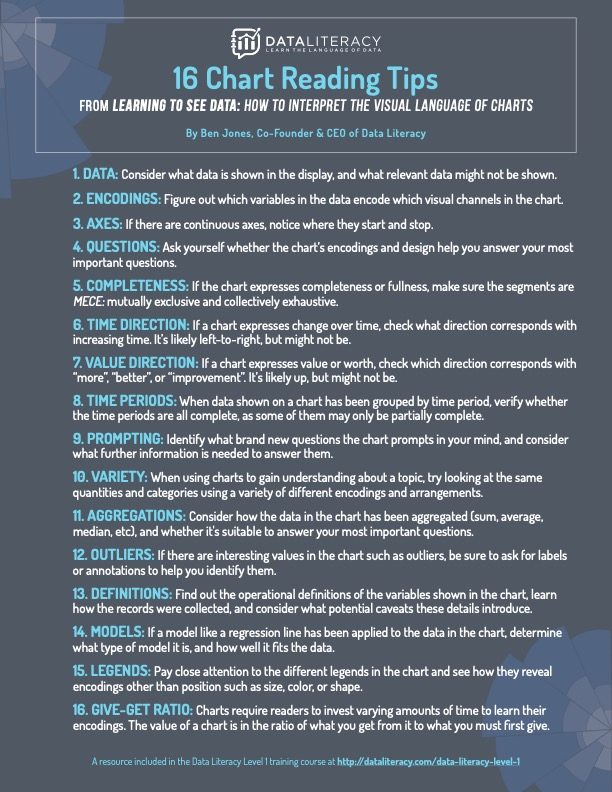 DATALITERACY
LEARN THE LANGUAGE OF DATA
16 Chart Reading Tips
FROM LEARNING TO SEE DATA: HOW TO INTERPRET THE VISUAL LANGUAGE OF CHARTS
By Ben Jones, Co-Founder & CEO of Data Literacy
1. DATA: Consider what data is shown in the display, and what relevant data might not be shown.
2. ENCODINGS: Figure out which variables in the data encode which visual channels in the chart.
3. AXES: If there are continuous axes, notice where they start and stop.
4. QUESTIONS: Ask yourself whether the chart's encodings and design help you answer your most
important questions.
5. COMPLETENESS: If the chart expresses completeness or fullness, make sure the segments are
MECE: mutually exclusive and collectively exhaustive.
6. TIME DIRECTION: If a chart expresses change over time, check what direction corresponds with
increasing time. It's likely left-to-right, but might not be.
7. VALUE DIRECTION: If a chart expresses value or worth, check which direction corresponds with
"more", "better", or "improvement". It's likely up, but might not be.
8. TIME PERIODS: When data shown on a chart has been grouped by time period, verify whether
the time periods are all complete, as some of them may only be partially complete.
9. PROMPTING: Identify what brand new questions the chart prompts in your mind, and consider
what further information is needed to answer them.
10. VARIETY: When using charts to gain understanding about a topic, try looking at the same
quantities and categories using a variety of different encodings and arrangements.
11. AGGREGATIONS: Consider how the data in the chart has been aggregated (sum, average,
median, etc), and whether it's suitable to answer your most important questions.
12. OUTLIERS: If there are interesting values in the chart such as outliers, be sure to ask for labels
or annotations to help you identify them.
13. DEFINITIONS: Find out the operational definitions of the variables shown in the chart, learn
how the records were collected, and consider what potential caveats these details introduce.
14. MODELS: If a model like a regression line has been applied to the data in the chart, determine
what type of model it is, and how well it fits the data.
15. LEGENDS: Pay close attention to the different legends in the chart and see how they reveal
encodings other than position such as size, color, or shape.
16. GIVE-GET RATIO: Charts require readers to invest varying amounts of time to learn their
encodings. The value of a chart is in the ratio of what you get from it to what you must first give.
A resource included in the Data Literacy Level 1 training course at http://dataliteracy.com/data-literacy-level-1